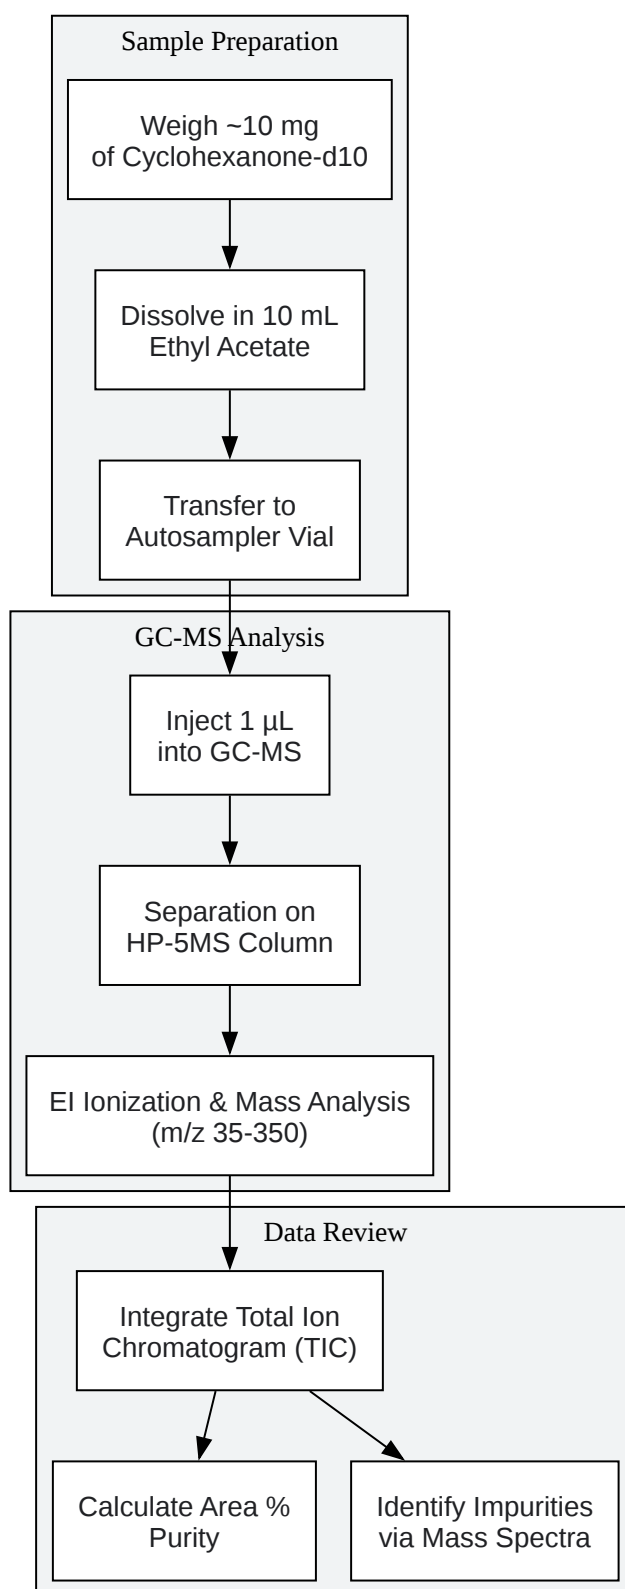 Sample Preparation
Weigh ~10 mg
of Cyclohexanone-d10
Dissolve in 10 mL
Ethyl Acetate
Transfer to
Autosampler Vial
GC-MS Analysis
Inject 1 µL
into GC-MS
Separation on
HP-5MS Column
EI Ionization & Mass Analysis
(m/z 35-350)
Data Review
Integrate Total Ion
Chromatogram (TIC)
Calculate Area %
Purity
Identify Impurities
via Mass Spectra